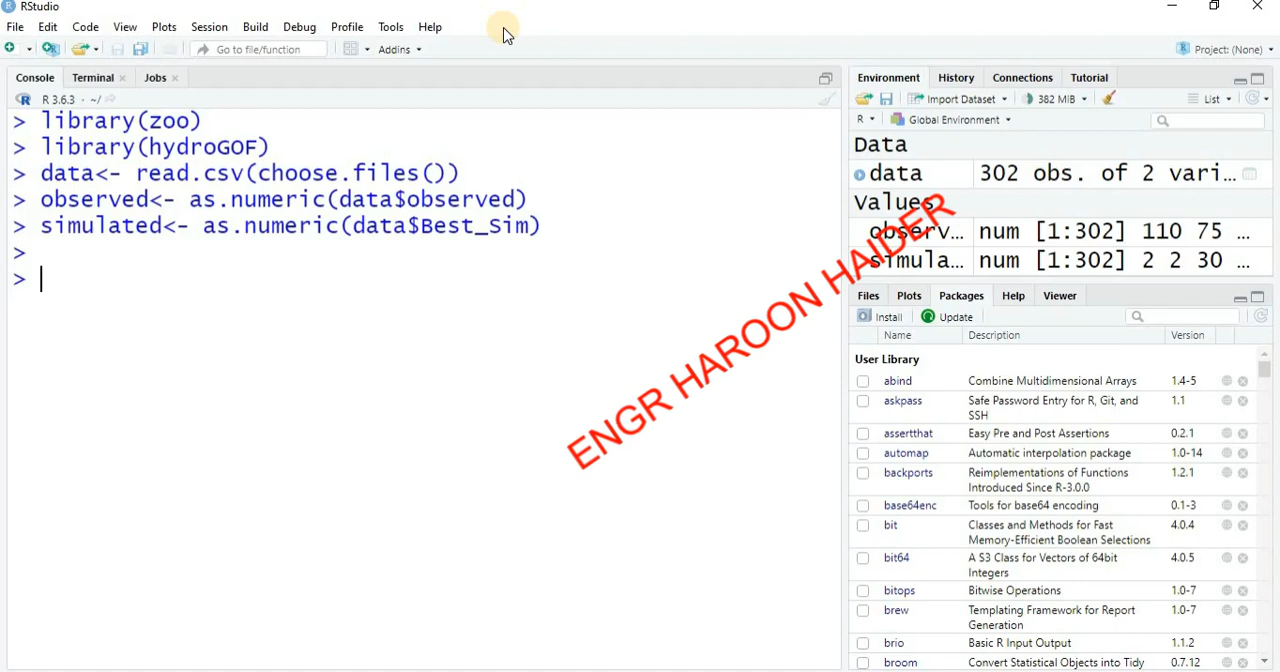 RStudio
File Edit Code View Plots Session Build Debug Profile Tools Help
Go to file/function Addins Project: (None)
Console Terminal Jobs
R 3.6.3 · ~/
> library(zoo)
> library(hydroGOF)
> data<- read.csv(choose.files())
> observed<- as.numeric(data$observed)
> simulated<- as.numeric(data$Best_Sim)
>
>
Environment History Connections Tutorial
Import Dataset 382 MiB List
R Global Environment
Data
data 302 obs. of 2 vari...
Values
observ... num [1:302] 110 75 ...
simula... num [1:302] 2 2 30 ...
ENGR HAROON HAIDER
Files Plots Packages Help Viewer
Install Update
Name Description Version
User Library
abind Combine Multidimensional Arrays 1.4-5
askpass Safe Password Entry for R, Git, and 1.1
SSH
assertthat Easy Pre and Post Assertions 0.2.1
automap Automatic interpolation package 1.0-14
backports Reimplementations of Functions 1.2.1
Introduced Since R-3.0.0
base64enc Tools for base64 encoding 0.1-3
bit Classes and Methods for Fast 4.0.4
Memory-Efficient Boolean Selections
bit64 A S3 Class for Vectors of 64bit 4.0.5
Integers
bitops Bitwise Operations 1.0-7
brew Templating Framework for Report 1.0-7
Generation
brio Basic R Input Output 1.1.2
broom Convert Statistical Objects into Tidy 0.7.12